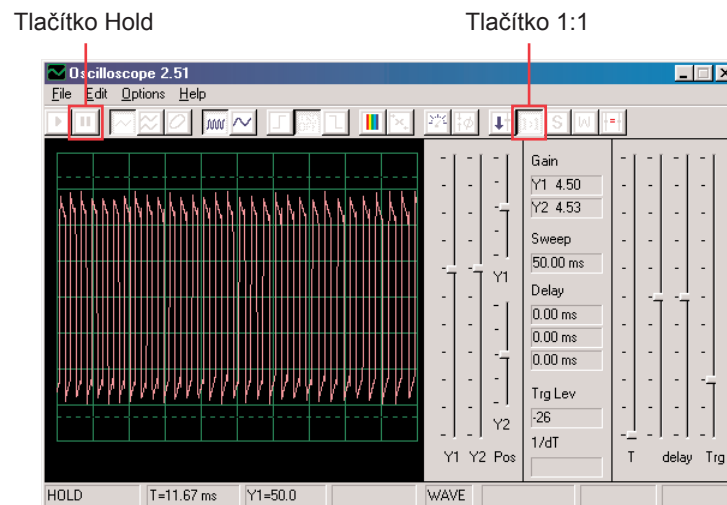 Tlačítko Hold
Tlačítko 1:1
Oscilloscope 2.51
File Edit Options Help
1:1 S W
Gain
Y1 4.50
Y2 4.53
Sweep
50.00 ms
Y1
Delay
0.00 ms
0.00 ms
0.00 ms
Trg Lev
-26
Y2
1/dT
Y1 Y2 Pos
T delay Trg
HOLD T=11.67 ms Y1=50.0 WAVE